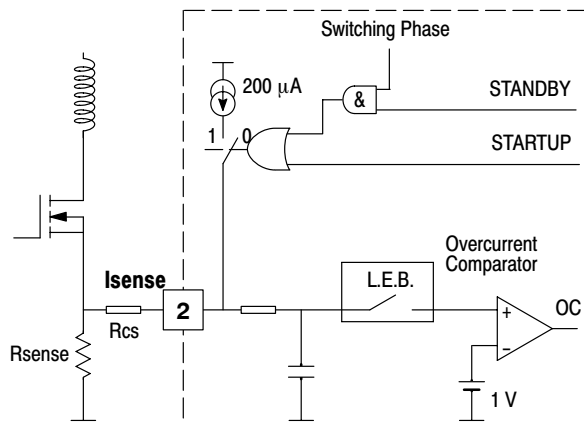 Switching Phase
200 μA
&
STANDBY
1 0
STARTUP
Overcurrent
Comparator
Isense
L.E.B.
2
+
OC
Rcs
–
Rsense
1 V